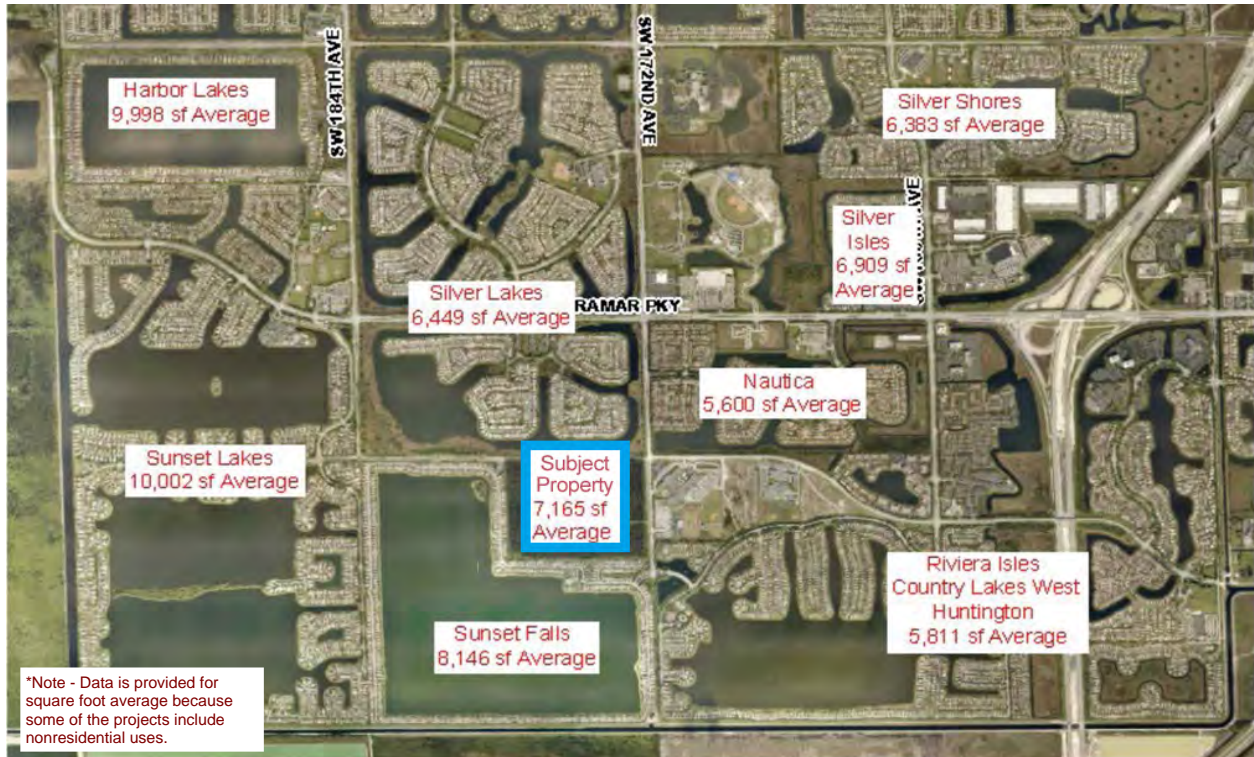 Harbor Lakes
9,998 sf Average
SW 184TH AVE
SW 172ND AVE
Silver Shores
6,383 sf Average
Silver
Isles
6,909 sf
Average
AVE
Silver Lakes
6,449 sf Average
RAMAR PKY
Nautica
5,600 sf Average
Sunset Lakes
10,002 sf Average
Subject
Property
7,165 sf
Average
Riviera Isles
Country Lakes West
Huntington
5,811 sf Average
Sunset Falls
8,146 sf Average
*Note - Data is provided for
square foot average because
some of the projects include
nonresidential uses.